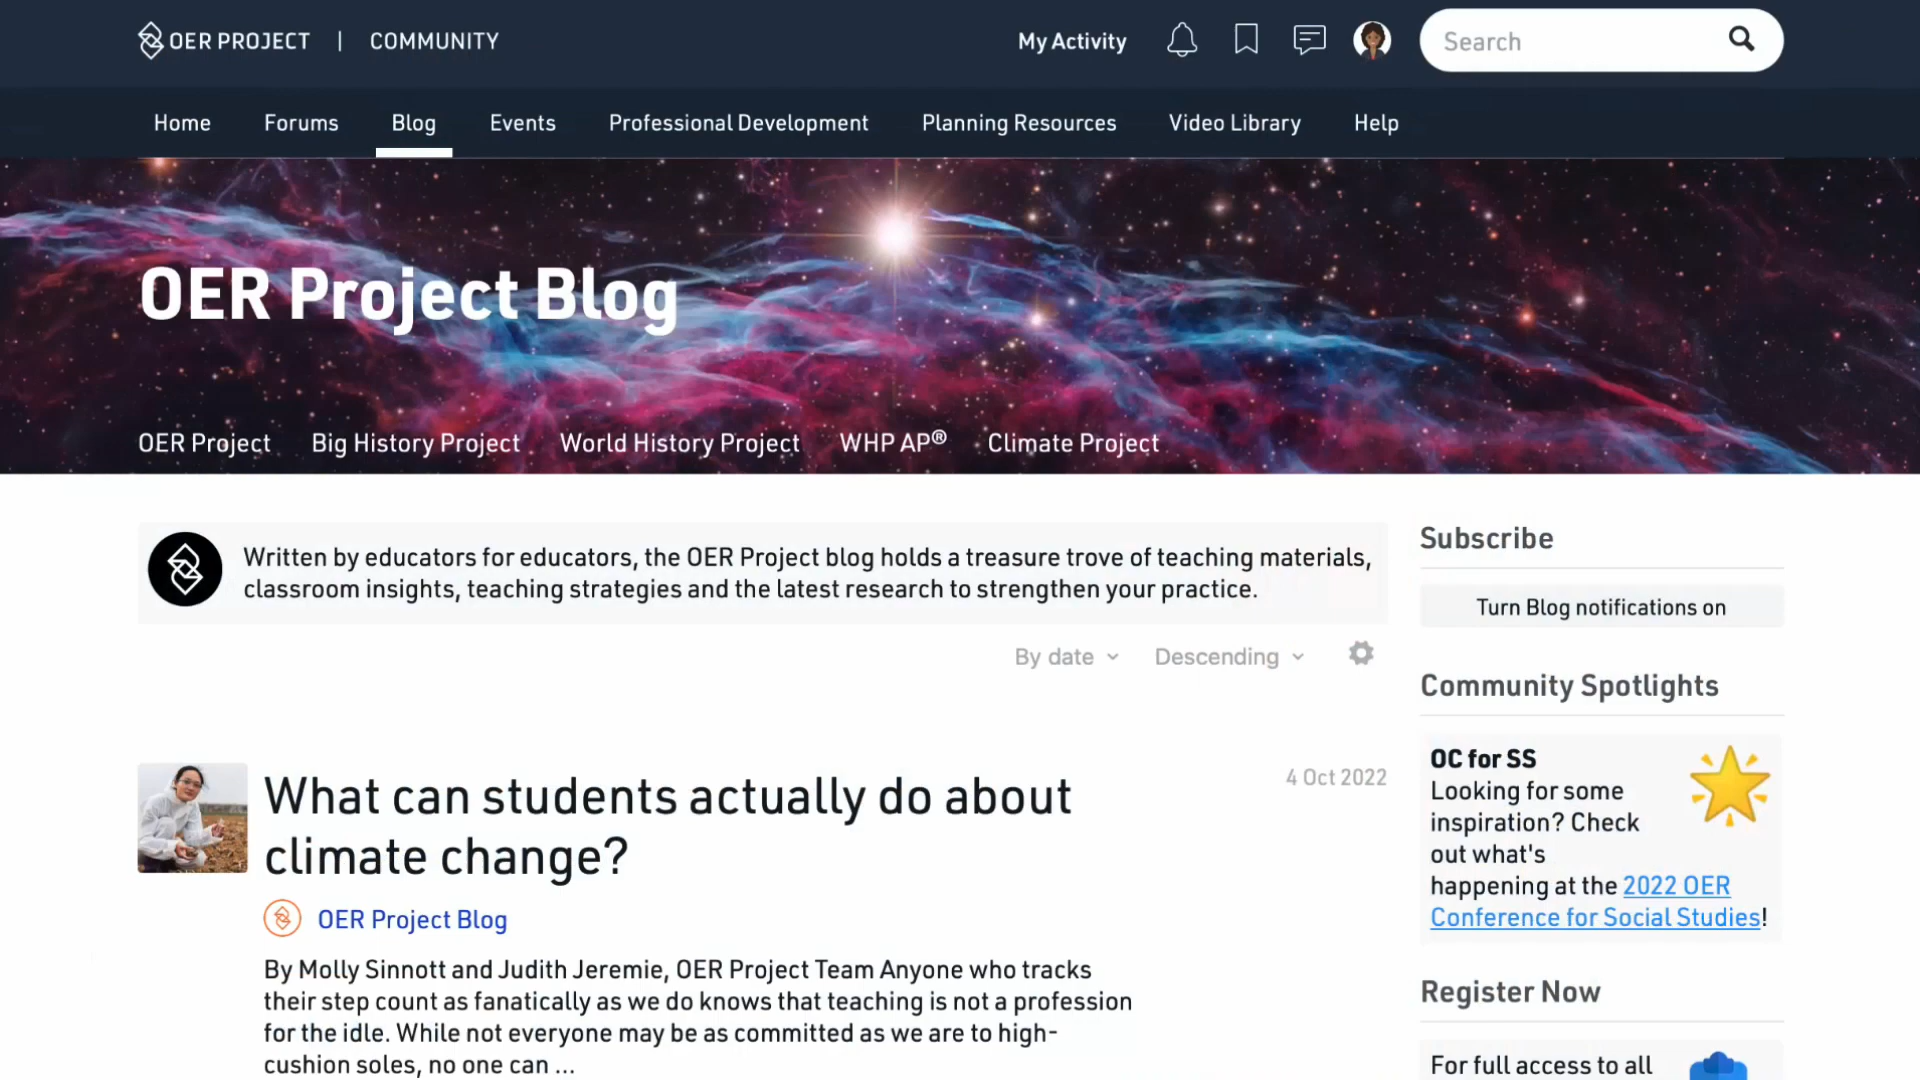 OER PROJECT | COMMUNITY
My Activity
Search
Home Forums Blog Events Professional Development Planning Resources Video Library Help
OER Project Blog
OER Project Big History Project World History Project WHP AP® Climate Project
Written by educators for educators, the OER Project blog holds a treasure trove of teaching materials,
classroom insights, teaching strategies and the latest research to strengthen your practice.
By date Descending
What can students actually do about
climate change?
4 Oct 2022
OER Project Blog
By Molly Sinnott and Judith Jeremie, OER Project Team Anyone who tracks
their step count as fanatically as we do knows that teaching is not a profession
for the idle. While not everyone may be as committed as we are to high-
cushion soles, no one can ...
Subscribe
Turn Blog notifications on
Community Spotlights
OC for SS
Looking for some
inspiration? Check
out what's
happening at the 2022 OER
Conference for Social Studies!
Register Now
For full access to all